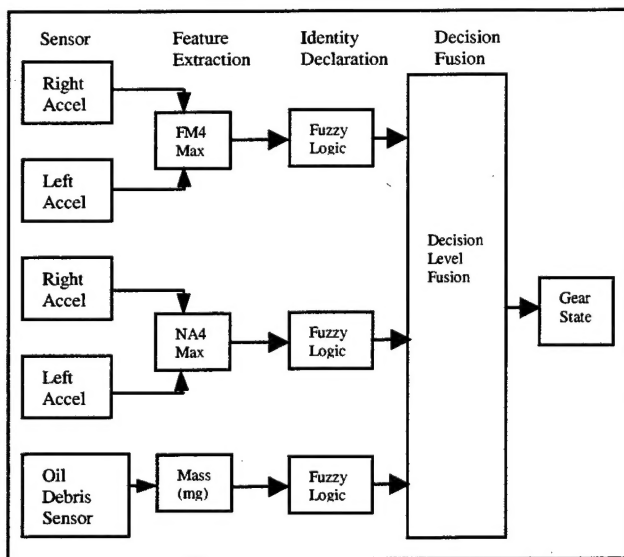 Sensor
Feature
Extraction
Identity
Declaration
Decision
Fusion
Right
Accel
FM4
Max
Fuzzy
Logic
Left
Accel
Decision
Level
Fusion
Right
Accel
NA4
Max
Fuzzy
Logic
Gear
State
Left
Accel
Oil
Debris
Sensor
Mass
(mg)
Fuzzy
Logic